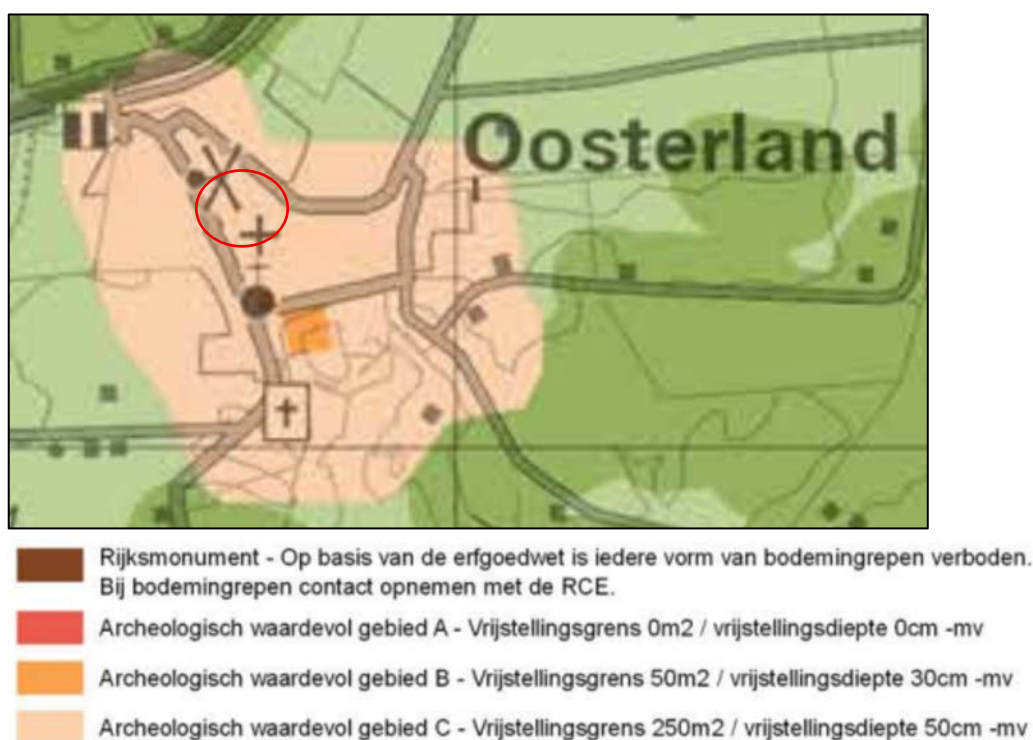 Oosterland
Rijksmonument - Op basis van de erfgoedwet is iedere vorm van bodemingrepen verboden.
Bij bodemingrepen contact opnemen met de RCE.
Archeologisch waardevol gebied A - Vrijstellingsgrens 0m2 / vrijstellingsdiepte 0cm -mv
Archeologisch waardevol gebied B - Vrijstellingsgrens 50m2 / vrijstellingsdiepte 30cm -mv
Archeologisch waardevol gebied C - Vrijstellingsgrens 250m2 / vrijstellingsdiepte 50cm -mv